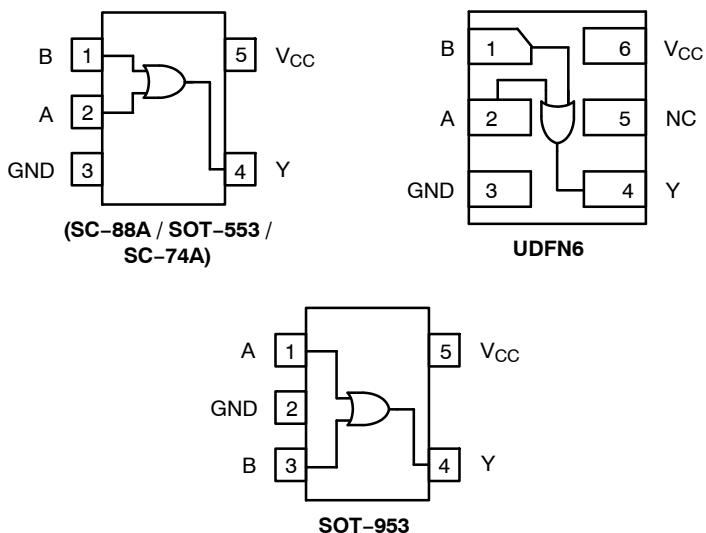 B 1 5 VCC
A 2
GND 3 4 Y
(SC−88A / SOT−553 /
SC−74A)
B 1 6 VCC
A 2 5 NC
GND 3 4 Y
UDFN6
A 1 5 VCC
GND 2
B 3 4 Y
SOT−953